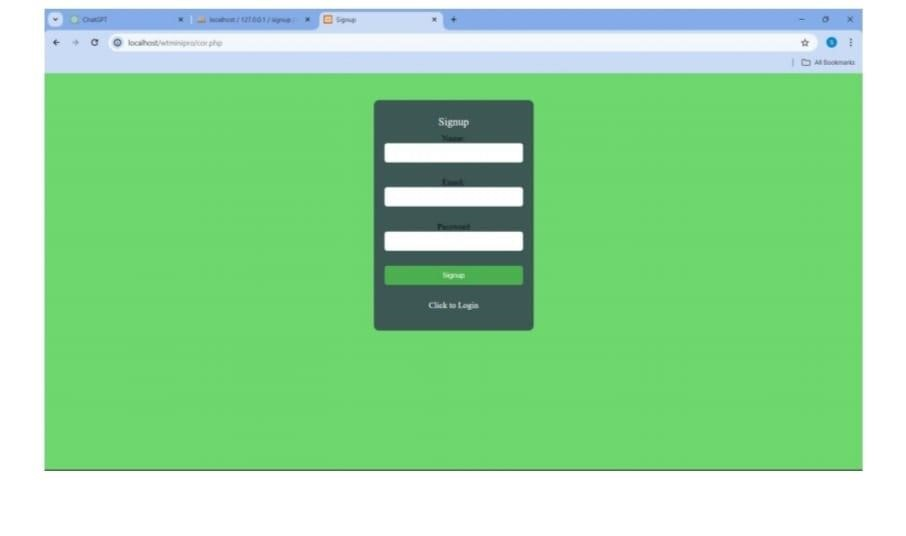 ChatGPT
localhost / 127.0.0.1 / signup /
Signup
localhost/wtminipro/cor.php
S
All Bookmarks
Signup
Name:
Email:
Password:
Signup
Click to Login